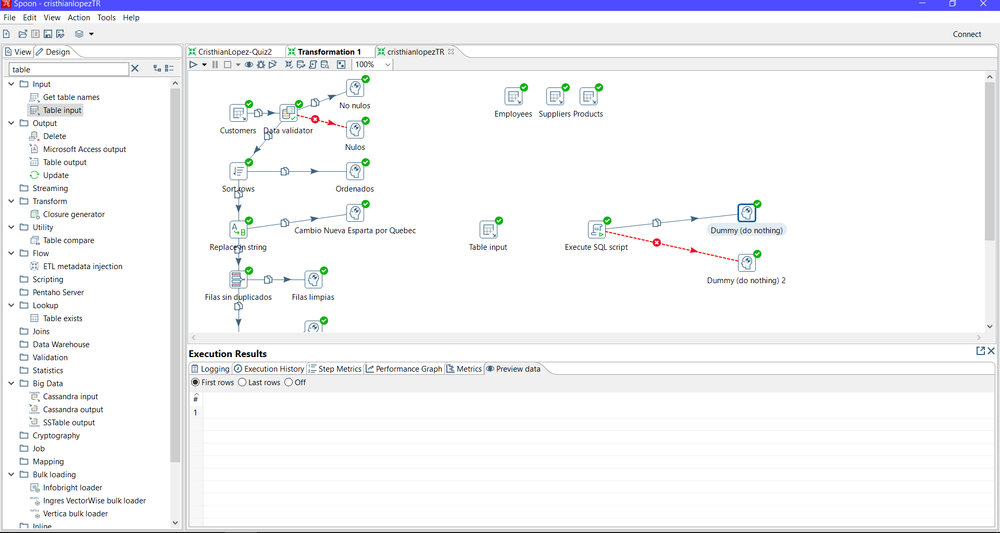 Spoon - cristhianlopezTR
File Edit View Action Tools Help
Connect
View Design
CristhianLopez-Quiz2 Transformation 1 cristhianlopezTR
table
100%
Input
Get table names
Table input
Output
Delete
Microsoft Access output
Table output
Update
Streaming
Transform
Closure generator
Utility
Table compare
Flow
ETL metadata injection
Scripting
Pentaho Server
Lookup
Table exists
Joins
Data Warehouse
Validation
Statistics
Big Data
Cassandra input
Cassandra output
SSTable output
Cryptography
Job
Mapping
Bulk loading
Infobright loader
Ingres VectorWise bulk loader
Vertica bulk loader
Inline
No nulos
Customers Data validator
Nulos
Employees Suppliers Products
Sort rows Ordenados
Cambio Nueva Esparta por Quebec
Replace in string
Table input Execute SQL script
Dummy (do nothing)
Dummy (do nothing) 2
Filas sin duplicados Filas limpias
Execution Results
Logging Execution History Step Metrics Performance Graph Metrics Preview data
First rows Last rows Off
#
1